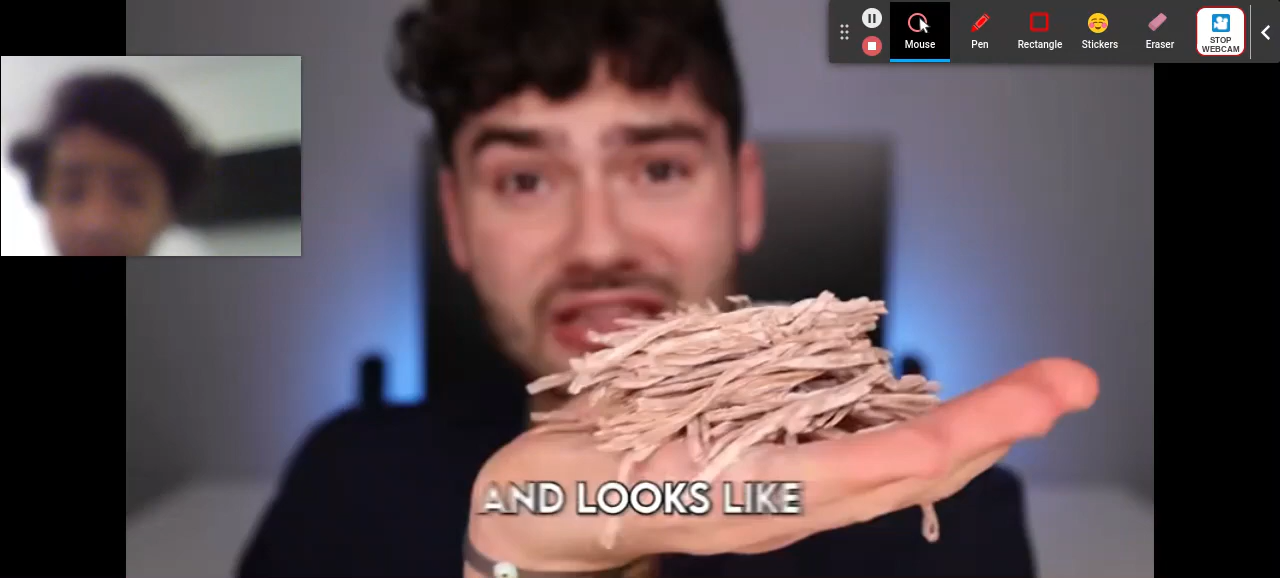 Mouse
Pen
Rectangle
Stickers
Eraser
STOP
WEBCAM
AND LOOKS LIKE